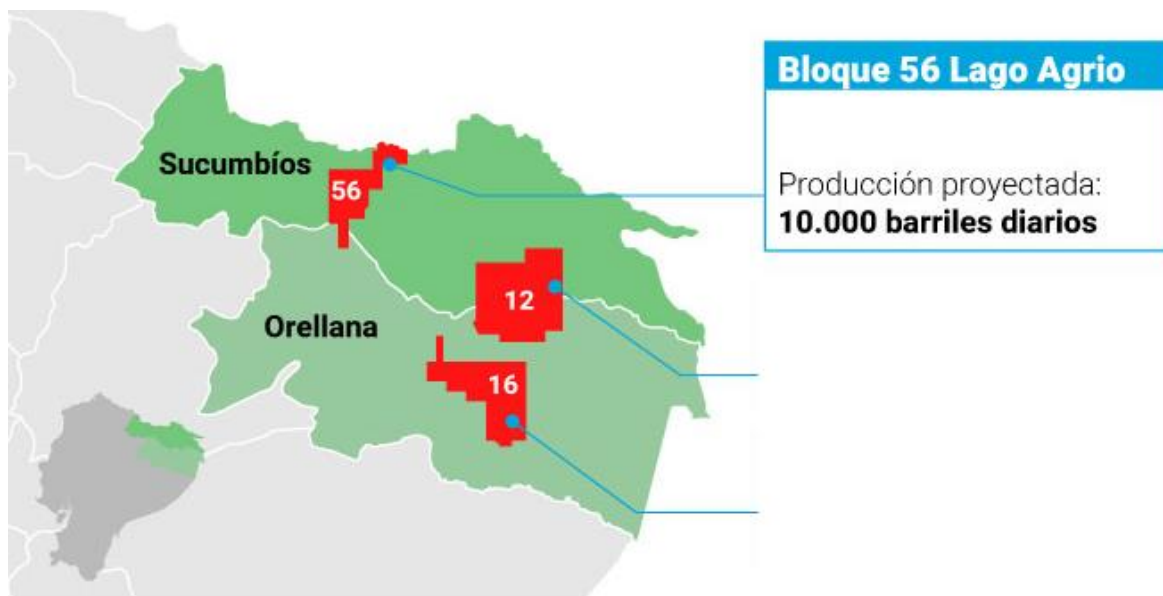 Bloque 56 Lago Agrio
Producción proyectada:
10.000 barriles diarios
Sucumbíos
56
12
Orellana
16